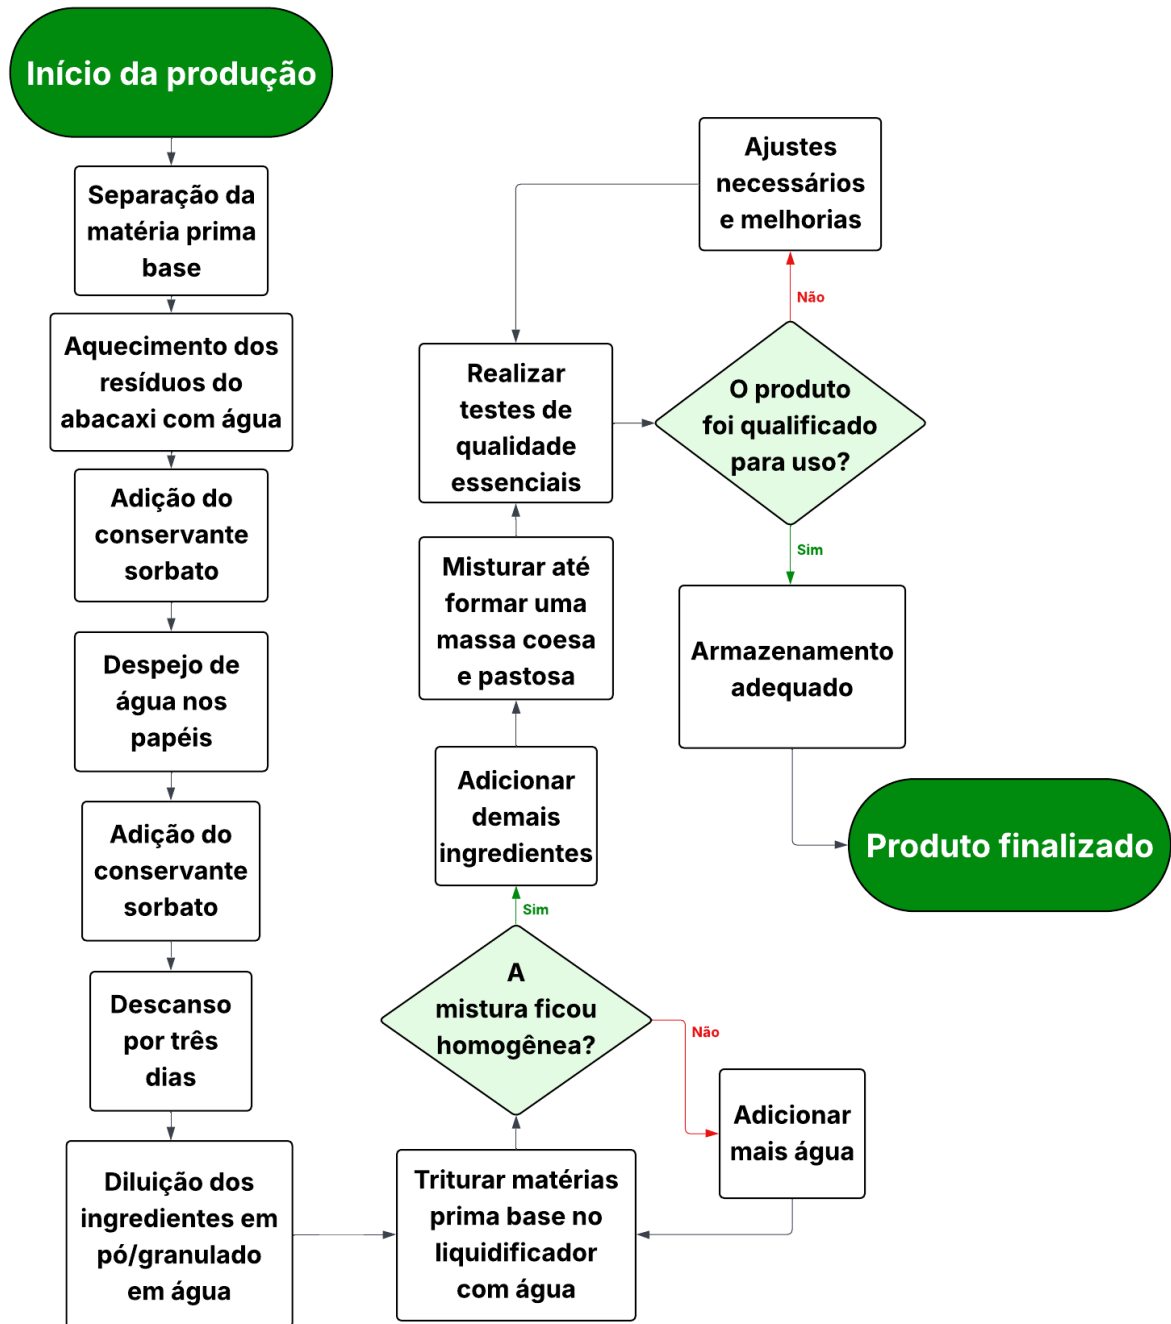 Início da produção
Separação da
matéria prima
base
Aquecimento dos
resíduos do
abacaxi com água
Adição do
conservante
sorbato
Despejo de
água nos
papéis
Adição do
conservante
sorbato
Descanso
por três
dias
Diluição dos
ingredientes em
pó/granulado
em água
Triturar matérias
prima base no
liquidificador
com água
A
mistura ficou
homogênea?
Não
Adicionar
mais água
Sim
Adicionar
demais
ingredientes
Misturar até
formar uma
massa coesa
e pastosa
Realizar
testes de
qualidade
essenciais
O produto
foi qualificado
para uso?
Não
Ajustes
necessários
e melhorias
Sim
Armazenamento
adequado
Produto finalizado